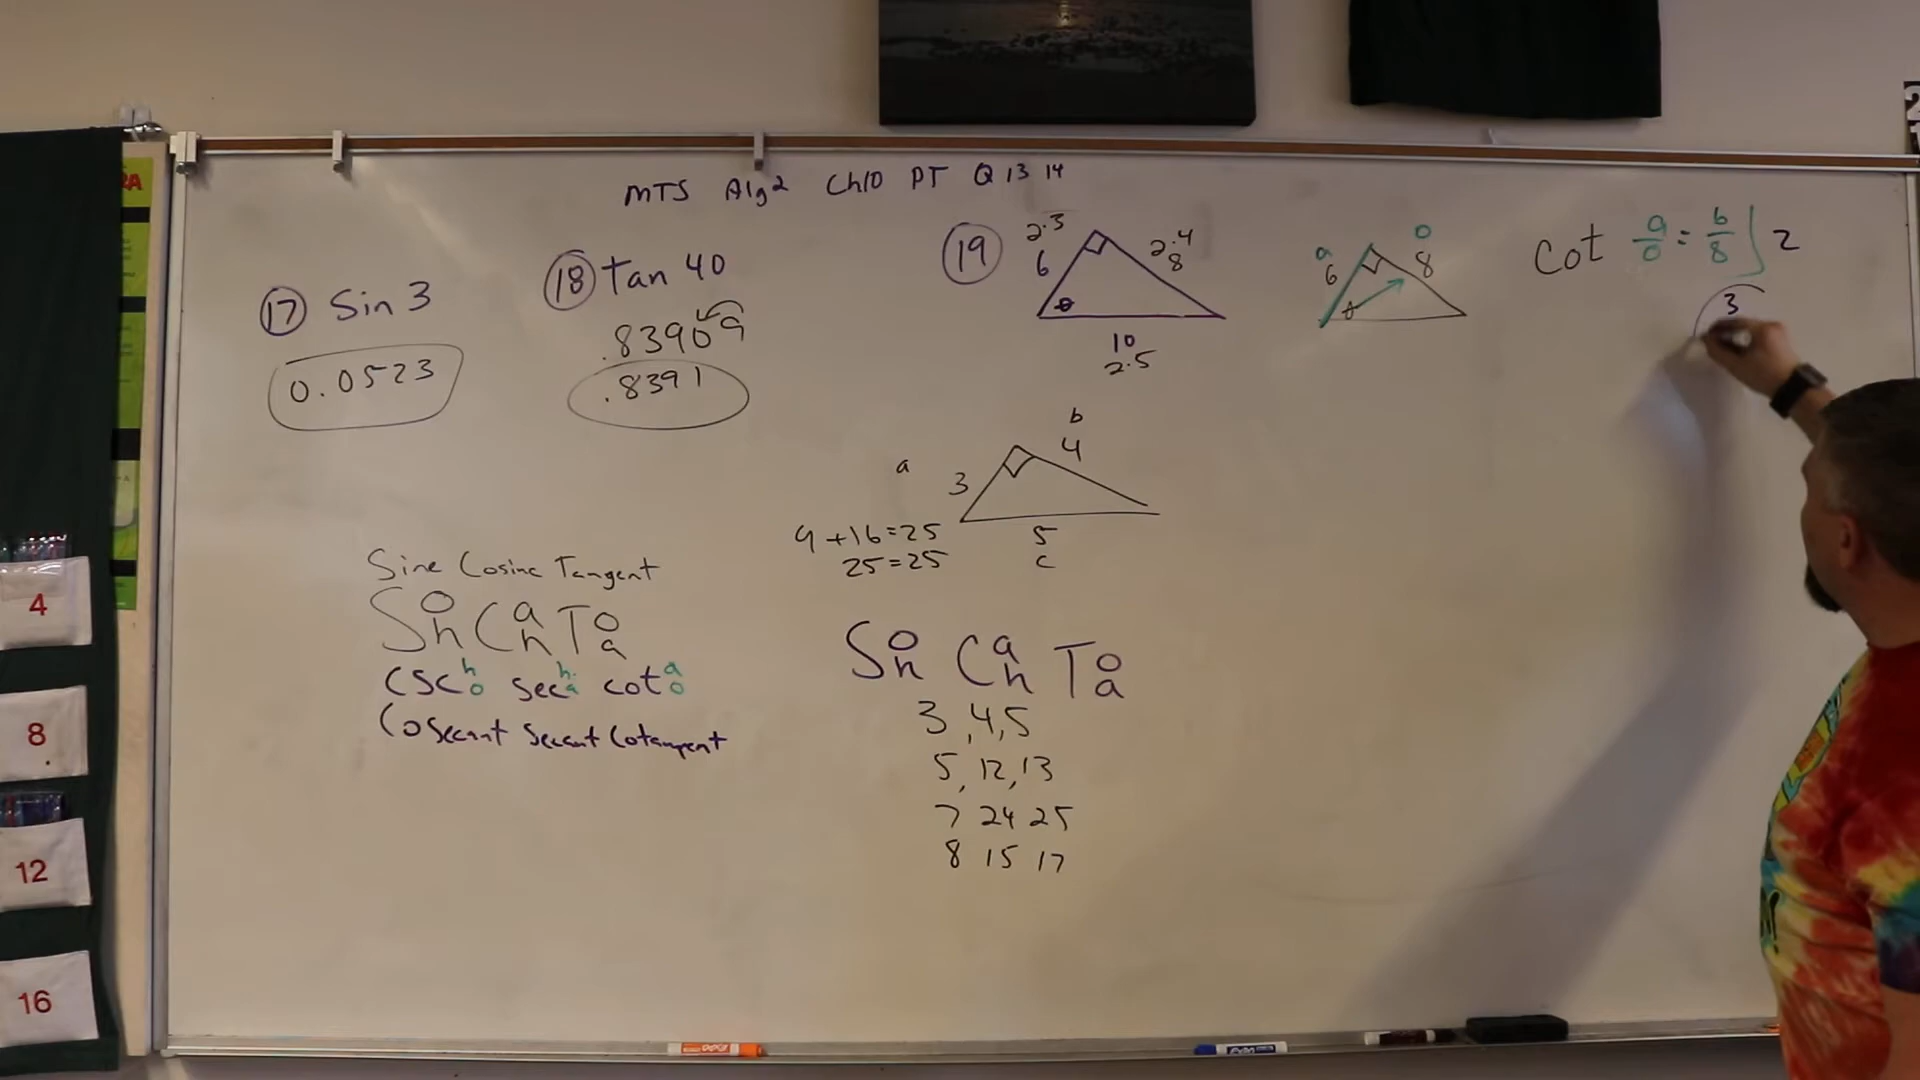 MTS Alg2 Ch10 PT Q 13 14
17 Sin 3
0.0523
18 tan 40
.83909
.8391
19
2.3
6
2.4
8
θ
10
2.5
a
6
o
8
θ
cot a/o = 6/8 2
3
a
3
b
4
5
c
9 + 16 = 25
25 = 25
Sine Cosine Tangent
S o/h C a/h T o/a
csc h/o sec h/a cot a/o
Cosecant Secant Cotangent
S o/h C a/h T o/a
3, 4, 5
5, 12, 13
7 24 25
8 15 17
4
8
12
16
EXPO